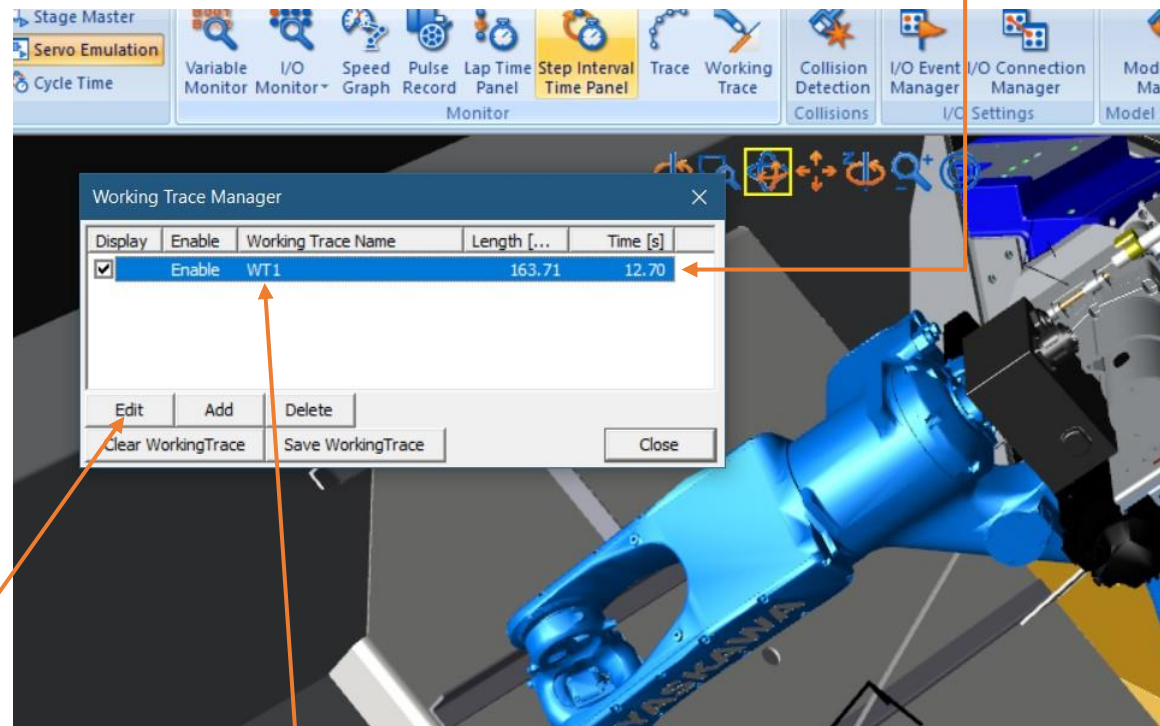 Stage Master
Servo Emulation
Cycle Time
Variable Monitor
I/O Monitor
Speed Graph
Pulse Record
Lap Time Panel
Step Interval Time Panel
Trace
Working Trace
Monitor
Collision Detection
Collisions
I/O Event Manager
I/O Connection Manager
I/O Settings
Model
Working Trace Manager
Display Enable Working Trace Name Length [... Time [s]
Enable WT1 163.71 12.70
Edit Add Delete
Clear WorkingTrace Save WorkingTrace Close
YASKAWA